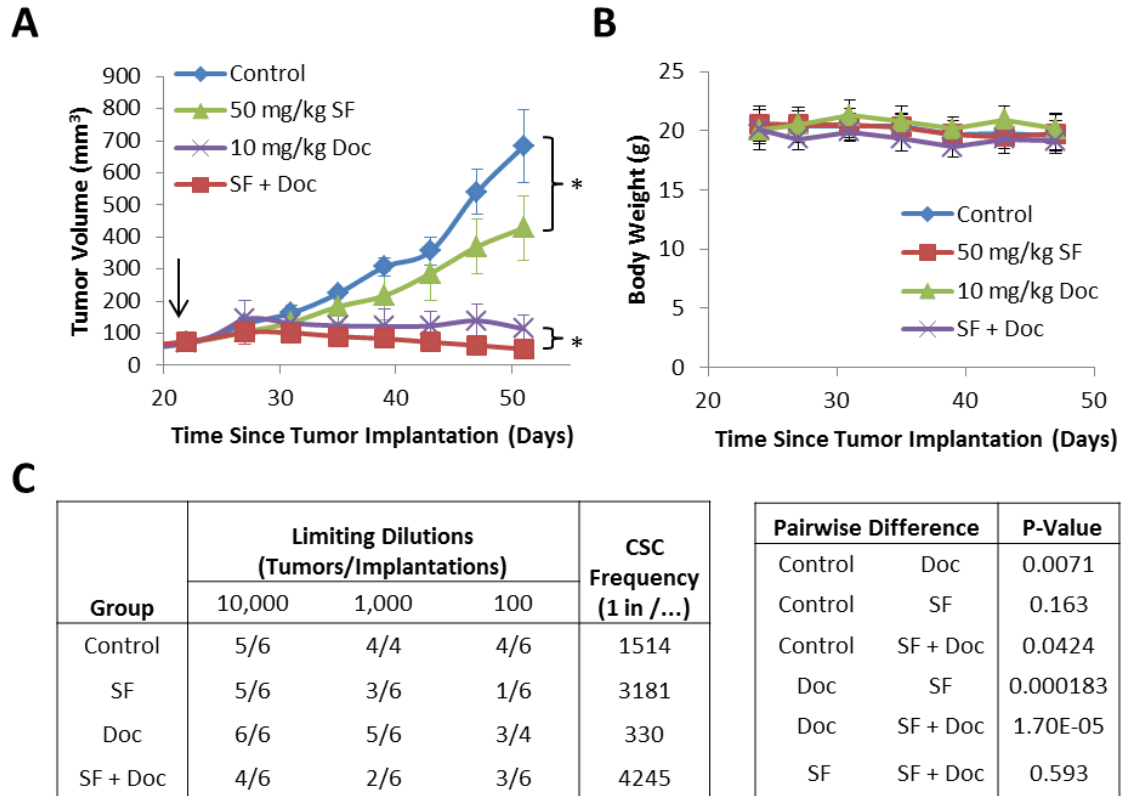 A
Tumor Volume (mm³)
900
800
700
600
500
400
300
200
100
0
20 30 40 50
Time Since Tumor Implantation (Days)
Control
50 mg/kg SF
10 mg/kg Doc
SF + Doc
*
*
B
Body Weight (g)
25
20
15
10
5
0
20 30 40 50
Time Since Tumor Implantation (Days)
Control
50 mg/kg SF
10 mg/kg Doc
SF + Doc
C
Group
Limiting Dilutions
(Tumors/Implantations)
CSC
Frequency
(1 in /...)
10,000 1,000 100
Control 5/6 4/4 4/6 1514
SF 5/6 3/6 1/6 3181
Doc 6/6 5/6 3/4 330
SF + Doc 4/6 2/6 3/6 4245
Pairwise Difference P-Value
Control Doc 0.0071
Control SF 0.163
Control SF + Doc 0.0424
Doc SF 0.000183
Doc SF + Doc 1.70E-05
SF SF + Doc 0.593